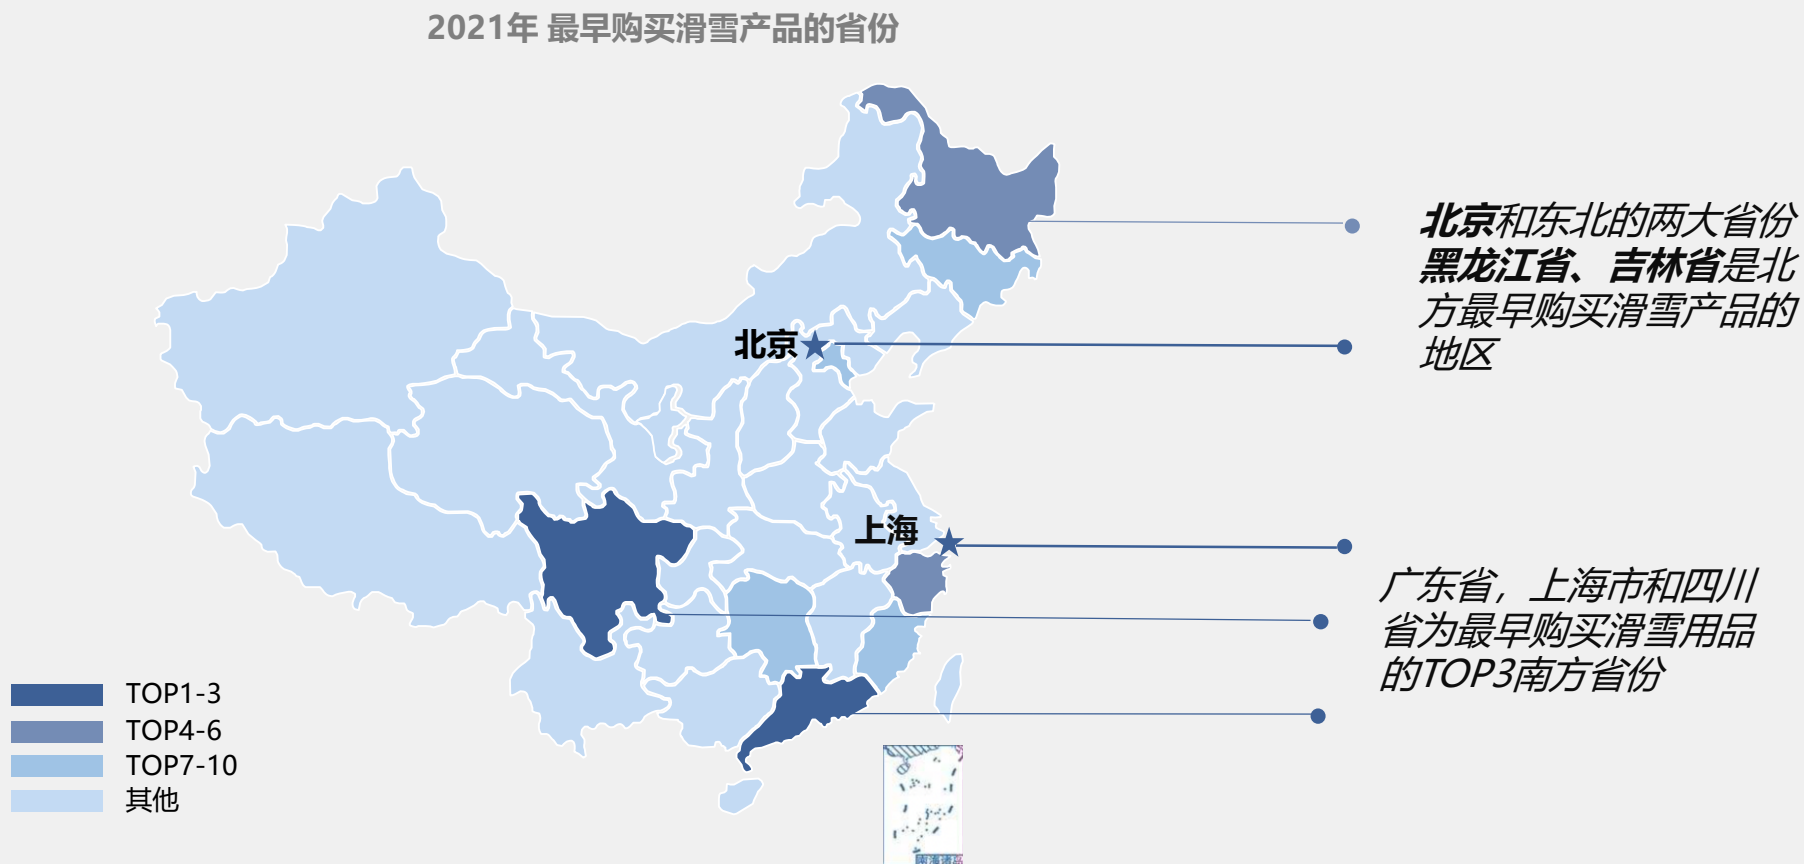 2021年 最早购买滑雪产品的省份
北京和东北的两大省份
黑龙江省、吉林省是北
方最早购买滑雪产品的
地区
北京
上海
广东省，上海市和四川
省为最早购买滑雪用品
的TOP3南方省份
TOP1-3
TOP4-6
TOP7-10
其他